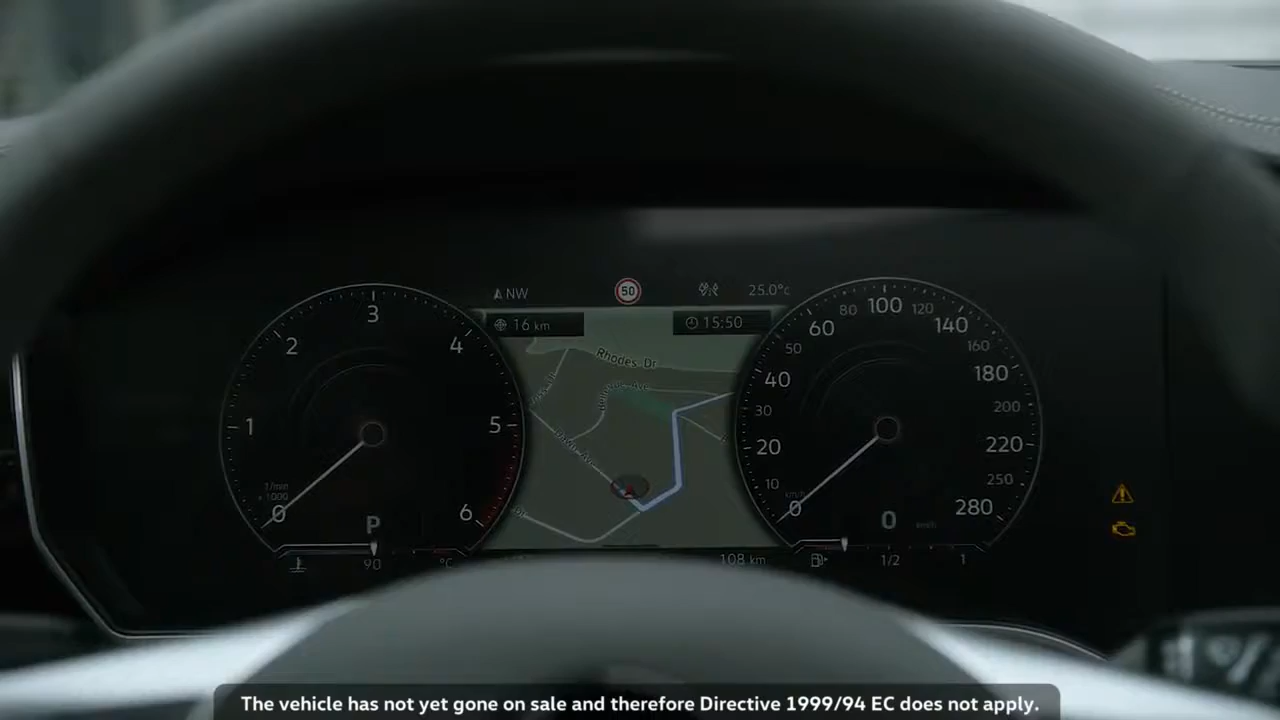 NW
50
25.0°C
16 km
15:50
Rhodes Dr
1
2
3
4
5
6
0
1/min
x 1000
P
90
°C
0
10
20
30
40
50
60
80
100
120
140
160
180
200
220
250
280
km/h
0
km/h
108 km
1/2
1
The vehicle has not yet gone on sale and therefore Directive 1999/94 EC does not apply.